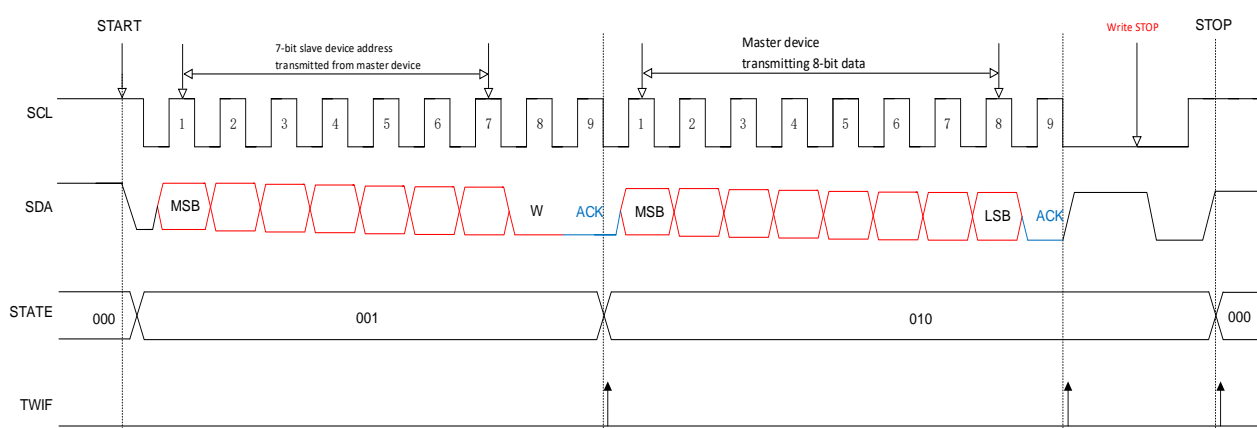 START
STOP
Write STOP
7-bit slave device address
transmitted from master device
Master device
transmitting 8-bit data
SCL
1 2 3 4 5 6 7 8 9 1 2 3 4 5 6 7 8 9
SDA
MSB W ACK MSB LSB ACK
STATE
000 001 010 000
TWIF